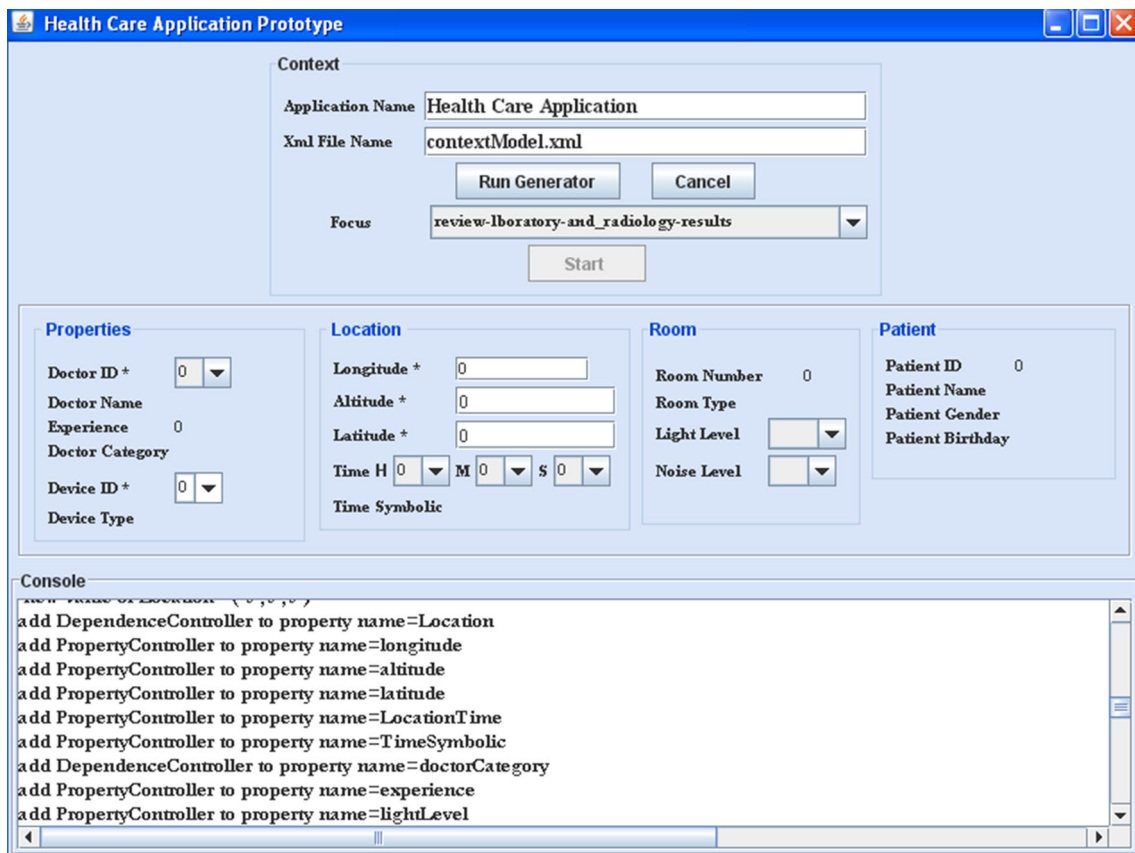 Health Care Application Prototype
Context
Application Name Health Care Application
Xml File Name contextModel.xml
Run Generator Cancel
Focus review-lboratory-and_radiology-results
Start
Properties
Doctor ID * 0
Doctor Name
Experience 0
Doctor Category
Device ID * 0
Device Type
Location
Longitude * 0
Altitude * 0
Latitude * 0
Time H 0 M 0 S 0
Time Symbolic
Room
Room Number 0
Room Type
Light Level
Noise Level
Patient
Patient ID 0
Patient Name
Patient Gender
Patient Birthday
Console
add DependenceController to property name=Location
add PropertyController to property name=longitude
add PropertyController to property name=altitude
add PropertyController to property name=latitude
add PropertyController to property name=LocationTime
add PropertyController to property name=TimeSymbolic
add DependenceController to property name=doctorCategory
add PropertyController to property name=experience
add PropertyController to property name=lightLevel